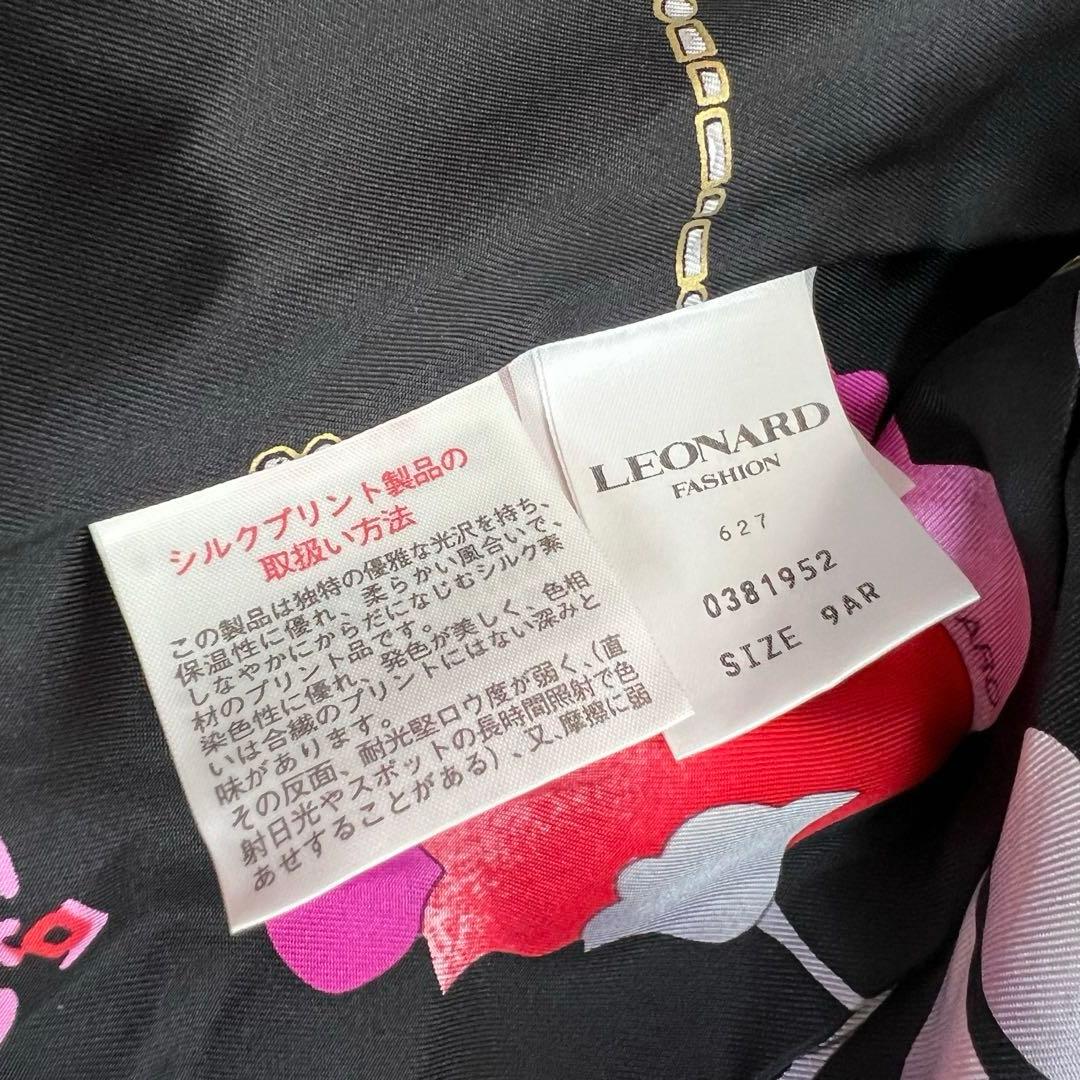 シルクプリント製品の
取扱い方法
この製品は独特の優雅な光沢を持ち、
保温性に優れ、柔らかい風合いで、
しなやかにからだになじむシルク素
材のプリント品です。
染色性に優れ、発色が美しく、色相
いは合繊のプリントにはない深みと
味があります。
その反面、耐光堅ロウ度が弱く、(直
射日光やスポットの長時間照射で色
あせすることがある)、又、摩擦に弱
LEONARD
FASHION
627
0381952
SIZE 9AR